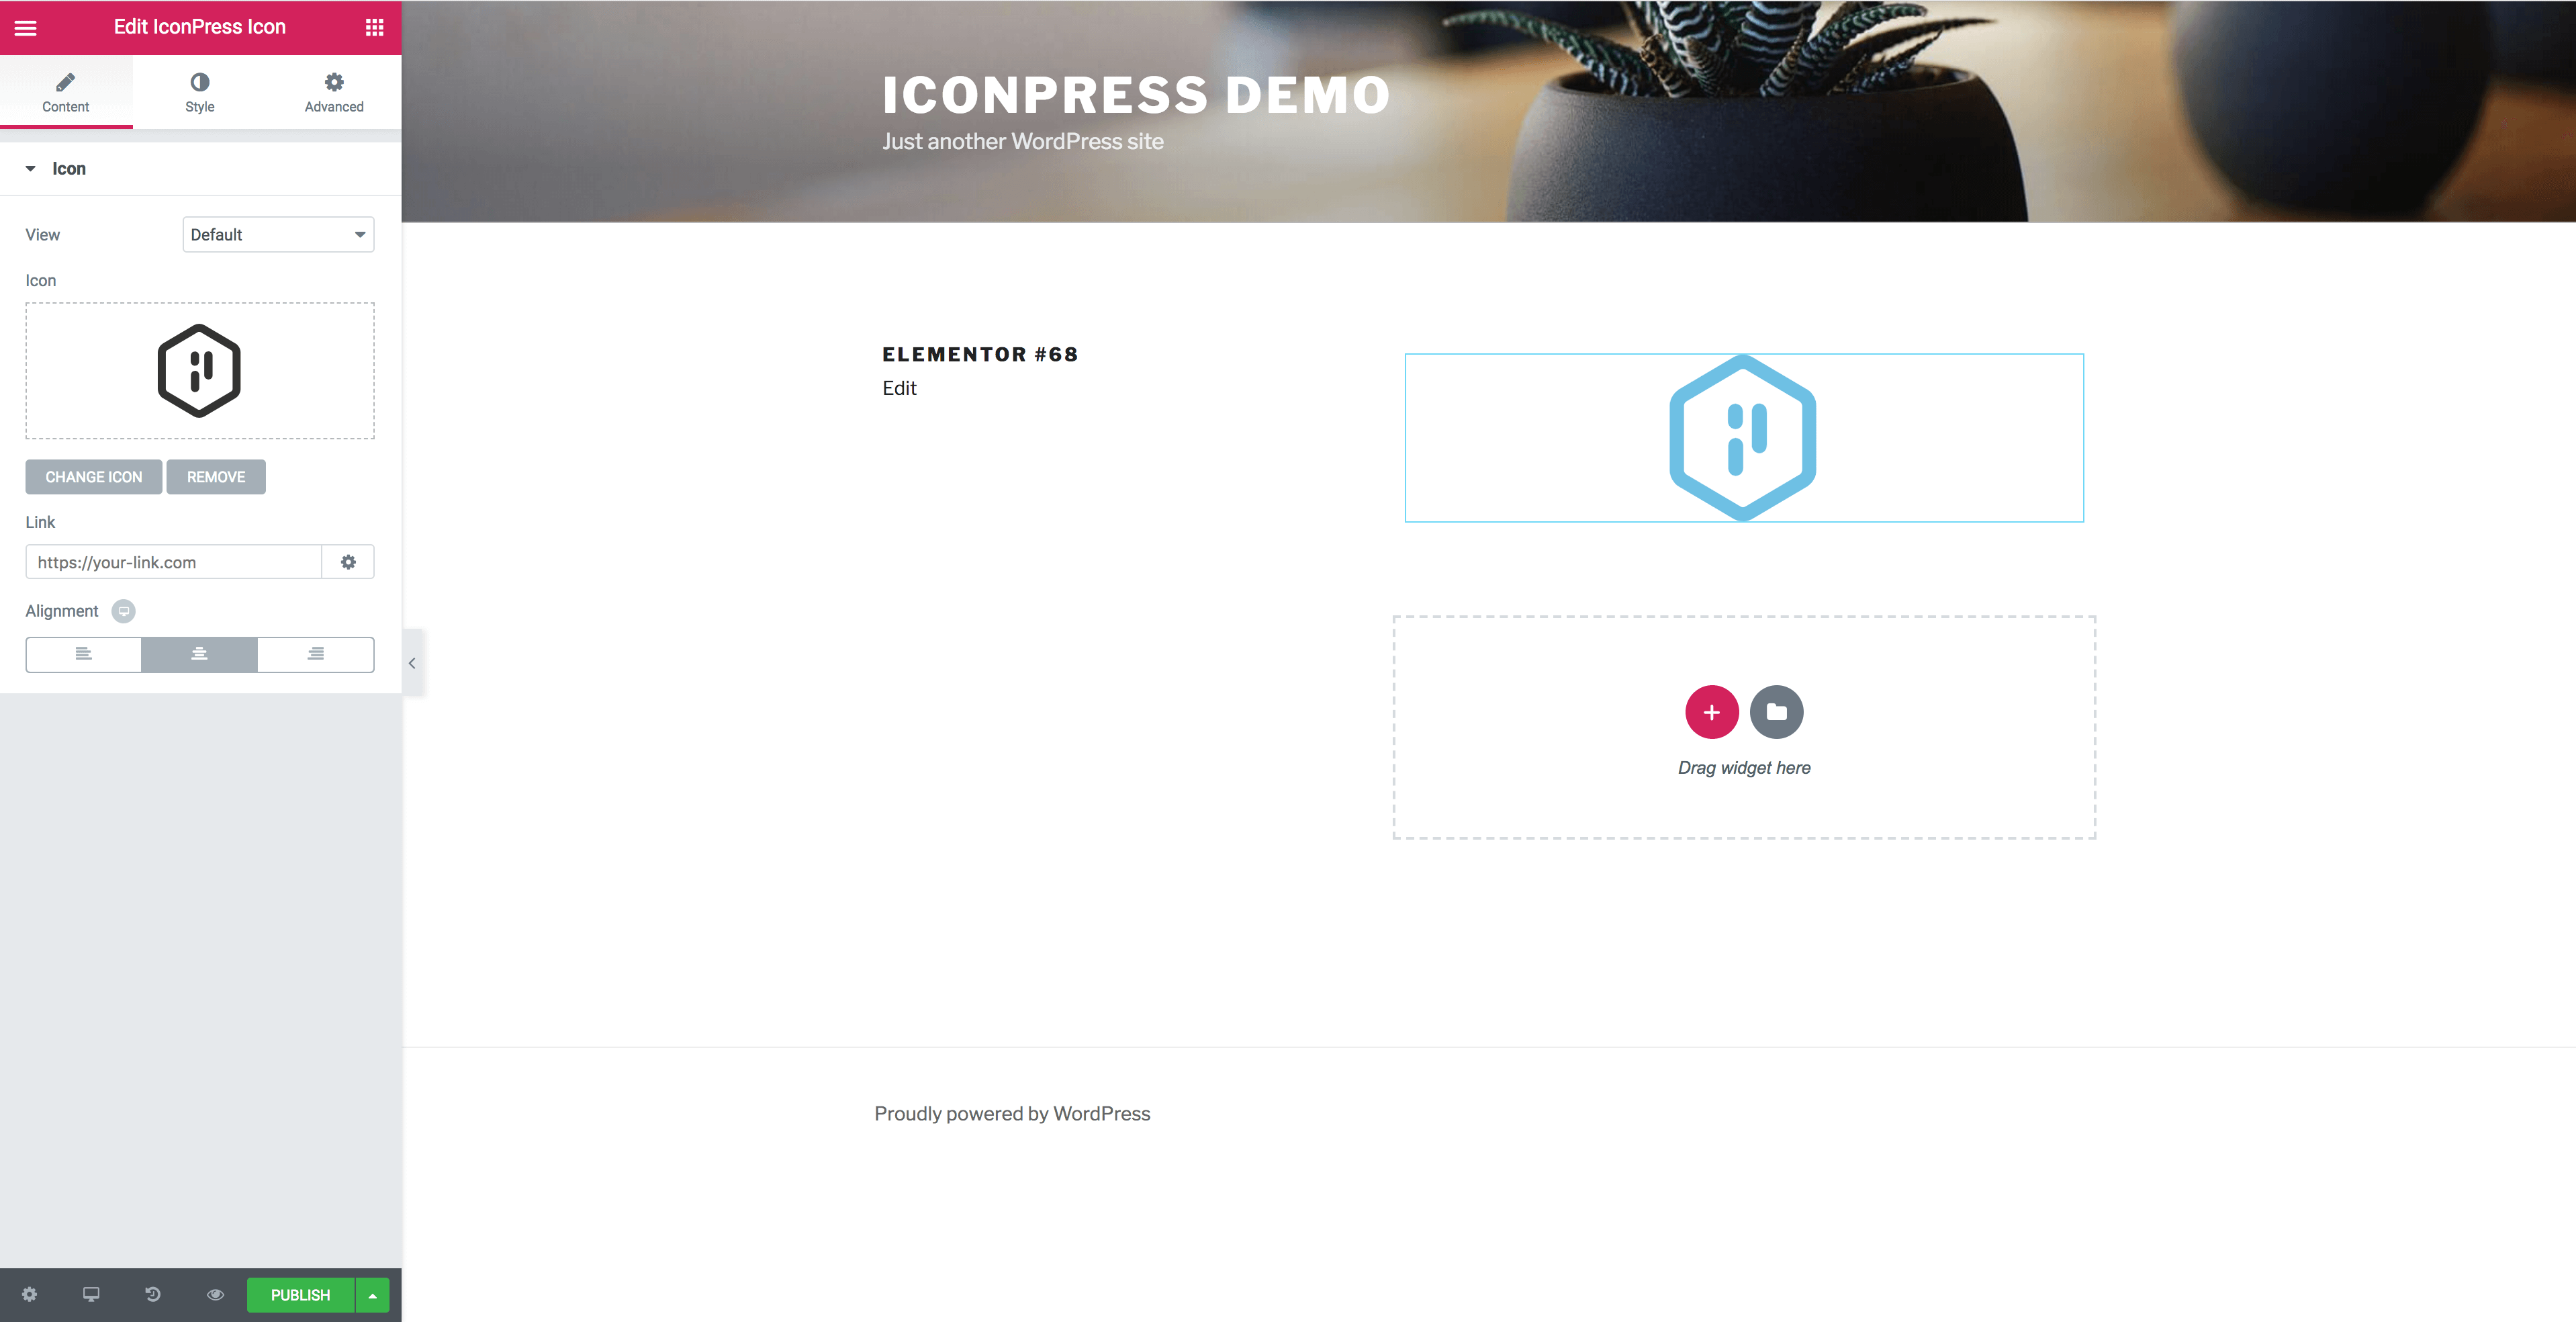 Edit IconPress Icon
Content
Style
Advanced
Icon
View
Default
Icon
CHANGE ICON
REMOVE
Link
https://your-link.com
Alignment
PUBLISH
ICONPRESS DEMO
Just another WordPress site
ELEMENTOR #68
Edit
Drag widget here
Proudly powered by WordPress